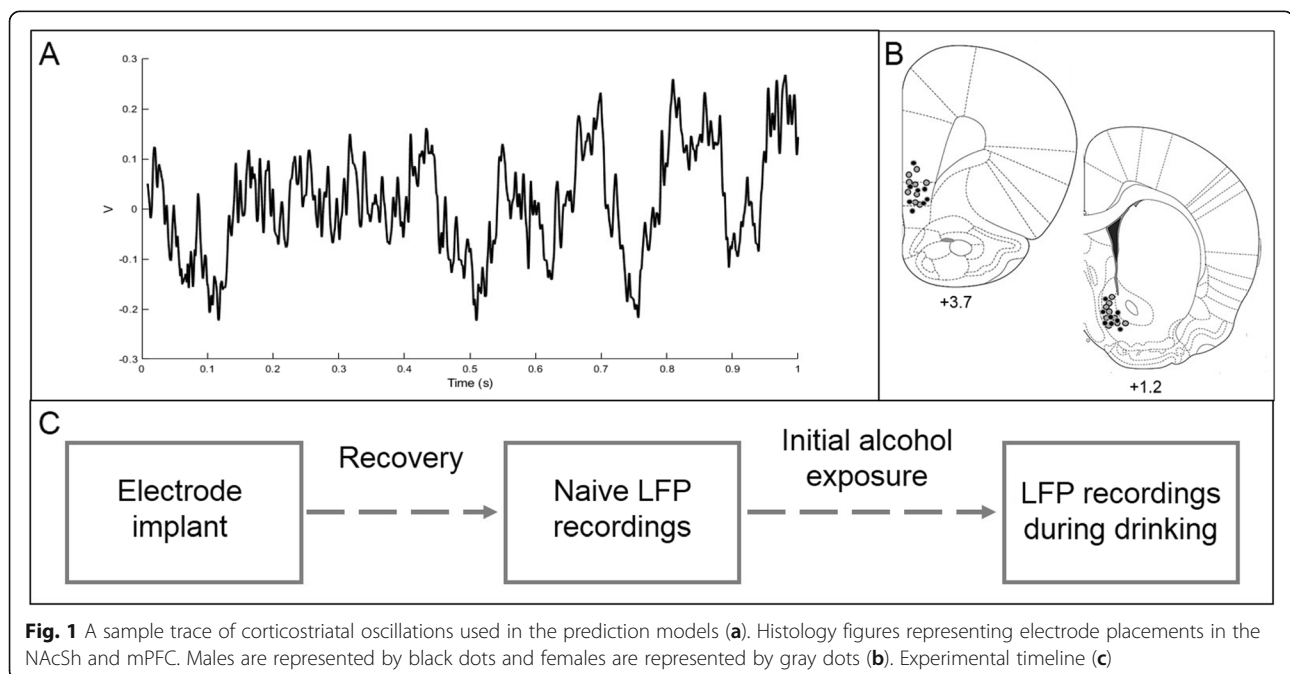 A
0.3
0.2
0.1
0
-0.1
-0.2
-0.3
V
0 0.1 0.2 0.3 0.4 0.5 0.6 0.7 0.8 0.9 1
Time (s)
B
+3.7
+1.2
C
Electrode
implant
Recovery
Naive LFP
recordings
Initial alcohol
exposure
LFP recordings
during drinking
Fig. 1 A sample trace of corticostriatal oscillations used in the prediction models (a). Histology figures representing electrode placements in the
NAcSh and mPFC. Males are represented by black dots and females are represented by gray dots (b). Experimental timeline (c)